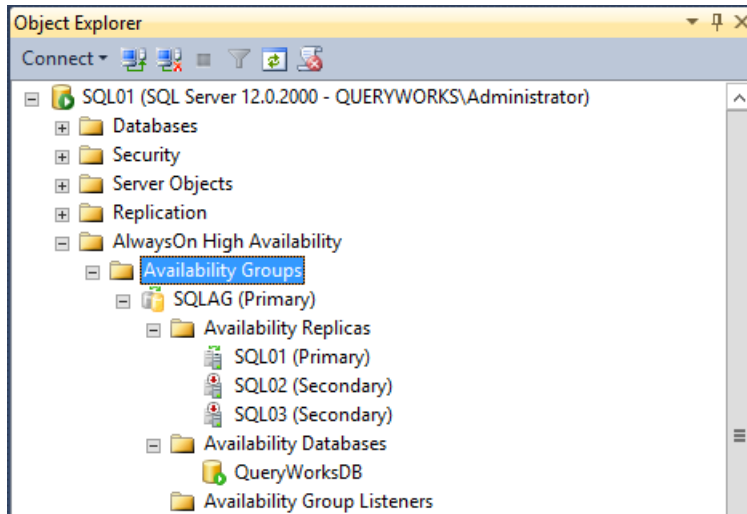 Object Explorer
Connect
SQL01 (SQL Server 12.0.2000 - QUERYWORKS\Administrator)
Databases
Security
Server Objects
Replication
AlwaysOn High Availability
Availability Groups
SQLAG (Primary)
Availability Replicas
SQL01 (Primary)
SQL02 (Secondary)
SQL03 (Secondary)
Availability Databases
QueryWorksDB
Availability Group Listeners